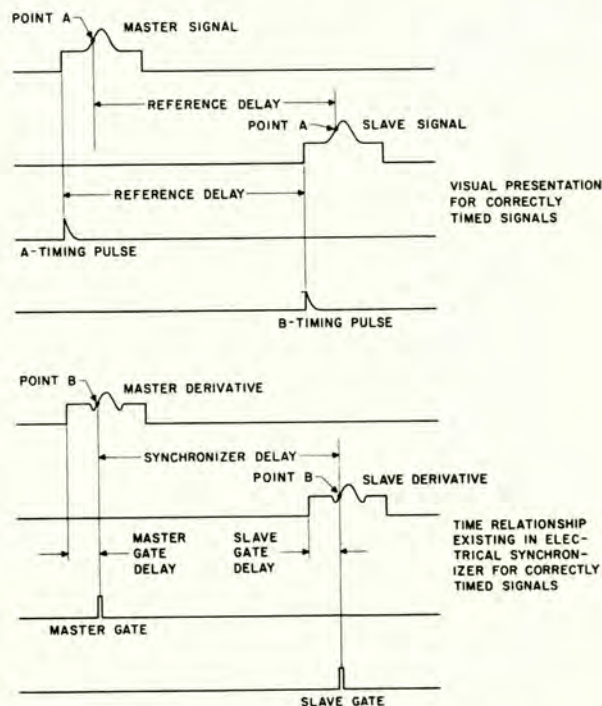 POINT A
MASTER SIGNAL
REFERENCE DELAY
POINT A
SLAVE SIGNAL
REFERENCE DELAY
VISUAL PRESENTATION
FOR CORRECTLY
TIMED SIGNALS
A-TIMING PULSE
B-TIMING PULSE
POINT B
MASTER DERIVATIVE
SYNCHRONIZER DELAY
POINT B
SLAVE DERIVATIVE
MASTER
GATE
DELAY
SLAVE
GATE
DELAY
TIME RELATIONSHIP
EXISTING IN ELEC-
TRICAL SYNCHRON-
IZER FOR CORRECTLY
TIMED SIGNALS
MASTER GATE
SLAVE GATE